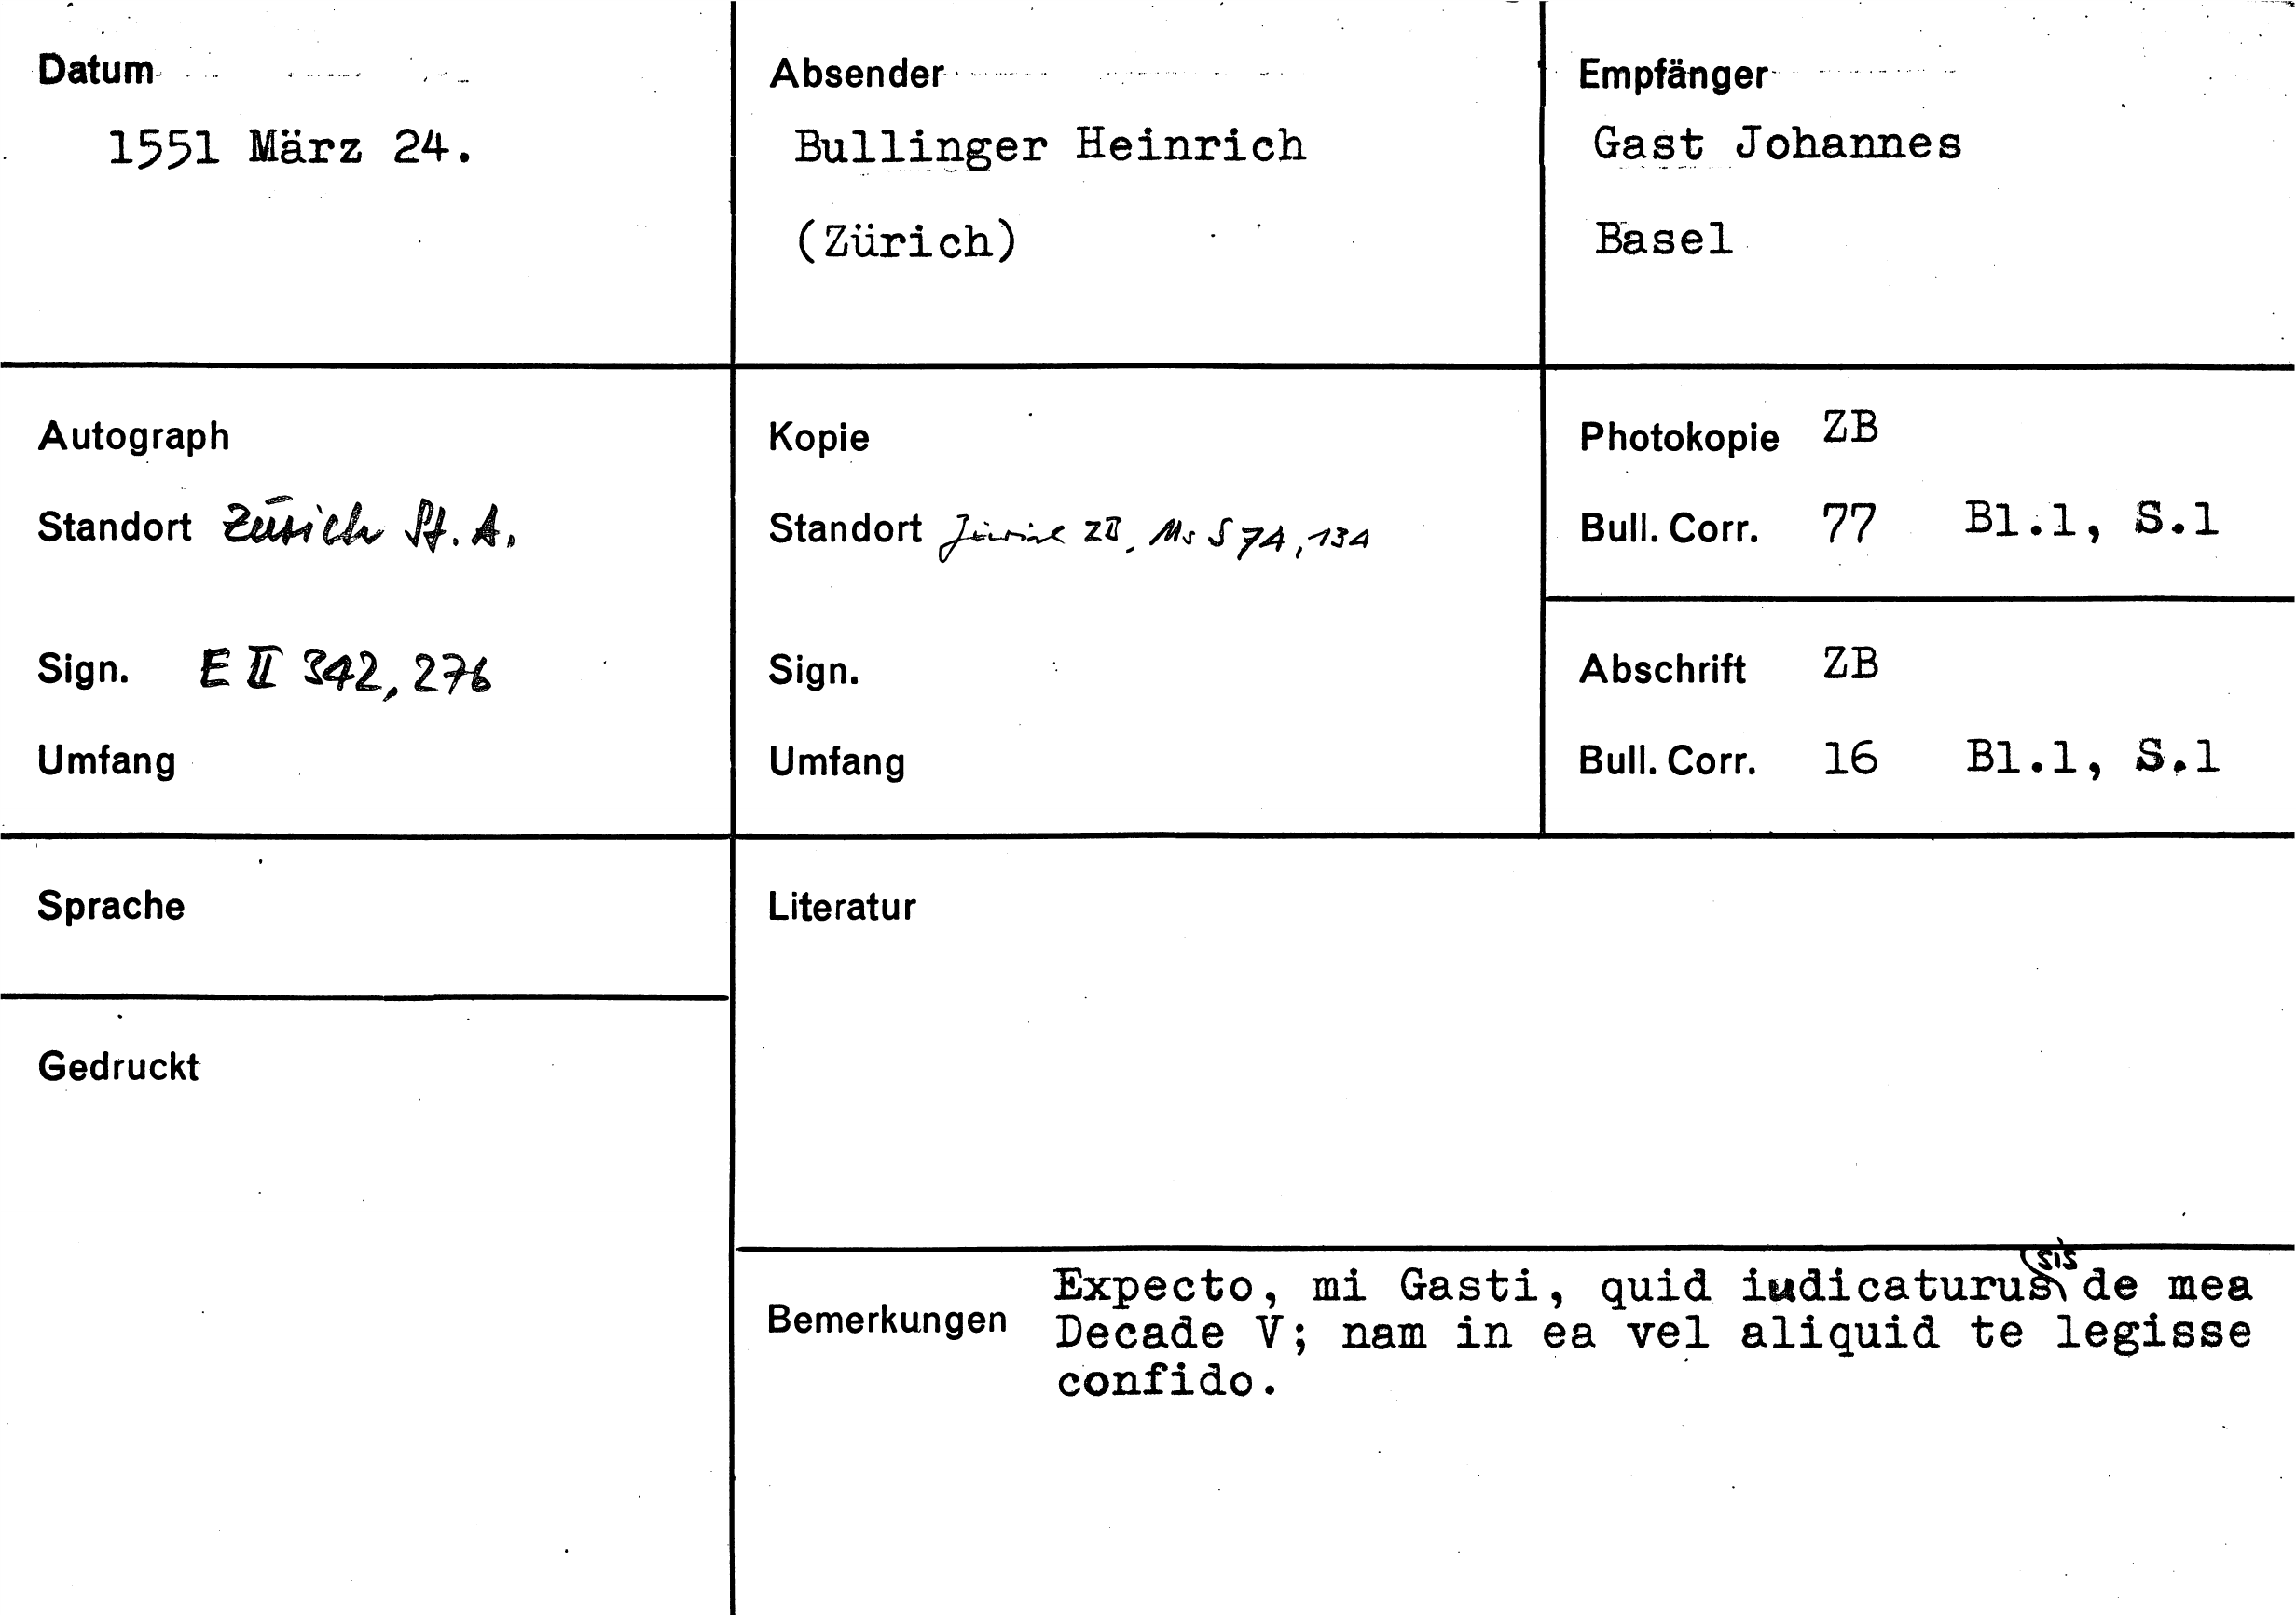 Datum
1551 März 24.
Absender
Bullinger Heinrich
(Zürich)
Empfänger
Gast Johannes
Basel
Autograph
Standort Zürich St. A.
Sign. E II 342, 276
Umfang
Kopie
Standort Zürich ZB, Ms S 74, 134
Sign.
Umfang
Photokopie ZB
Bull. Corr. 77 Bl.1, S.1
Abschrift ZB
Bull. Corr. 16 Bl.1, S.1
Sprache
Gedruckt
Literatur
Bemerkungen
Expecto, mi Gasti, quid iudicaturus sis de mea
Decade V; nam in ea vel aliquid te legisse
confido.